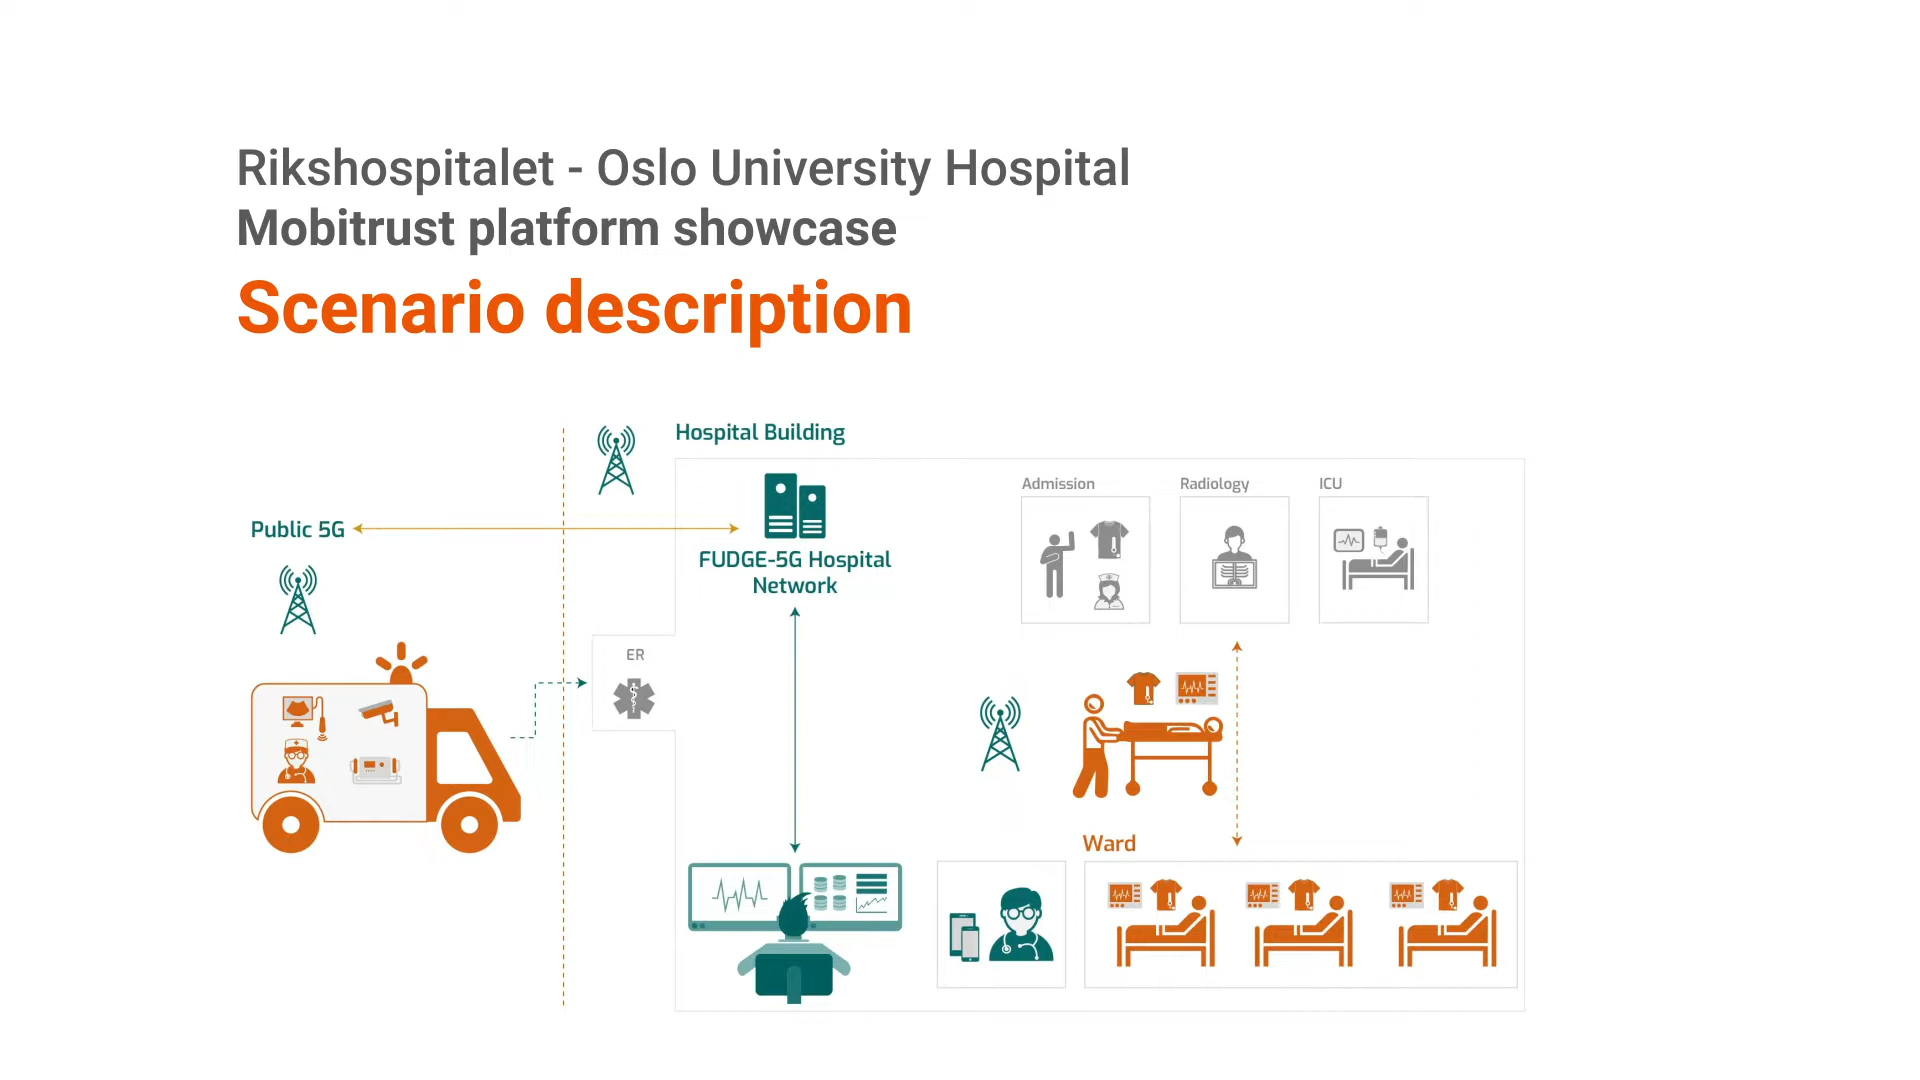 Rikshospitalet - Oslo University Hospital
Mobitrust platform showcase
Scenario description
Hospital Building
Public 5G
FUDGE-5G Hospital
Network
Admission
Radiology
ICU
ER
Ward